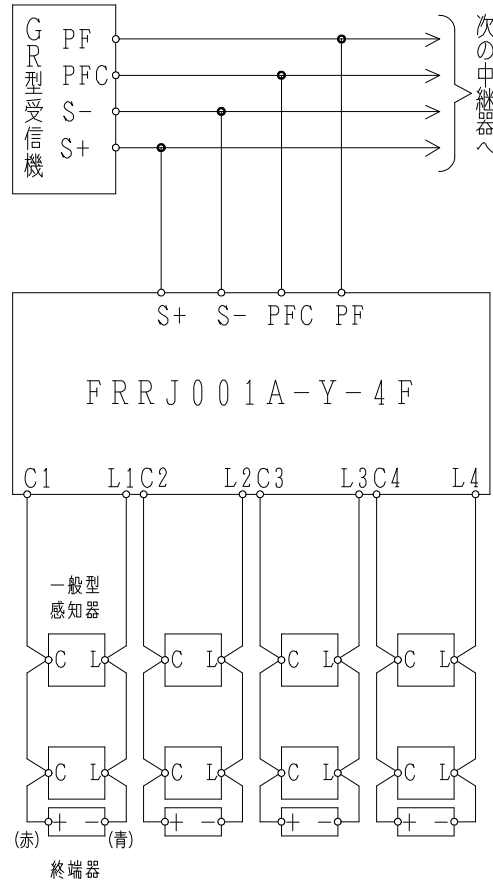 GR型受信機
PF
PFC
S-
S+
次の中継器へ
S+ S- PFC PF
FRRJ001A-Y-4F
C1 L1 C2 L2 C3 L3 C4 L4
一般型
感知器
C L C L C L C L
C L C L C L C L
+ - + - + - + -
(赤) (青)
終端器